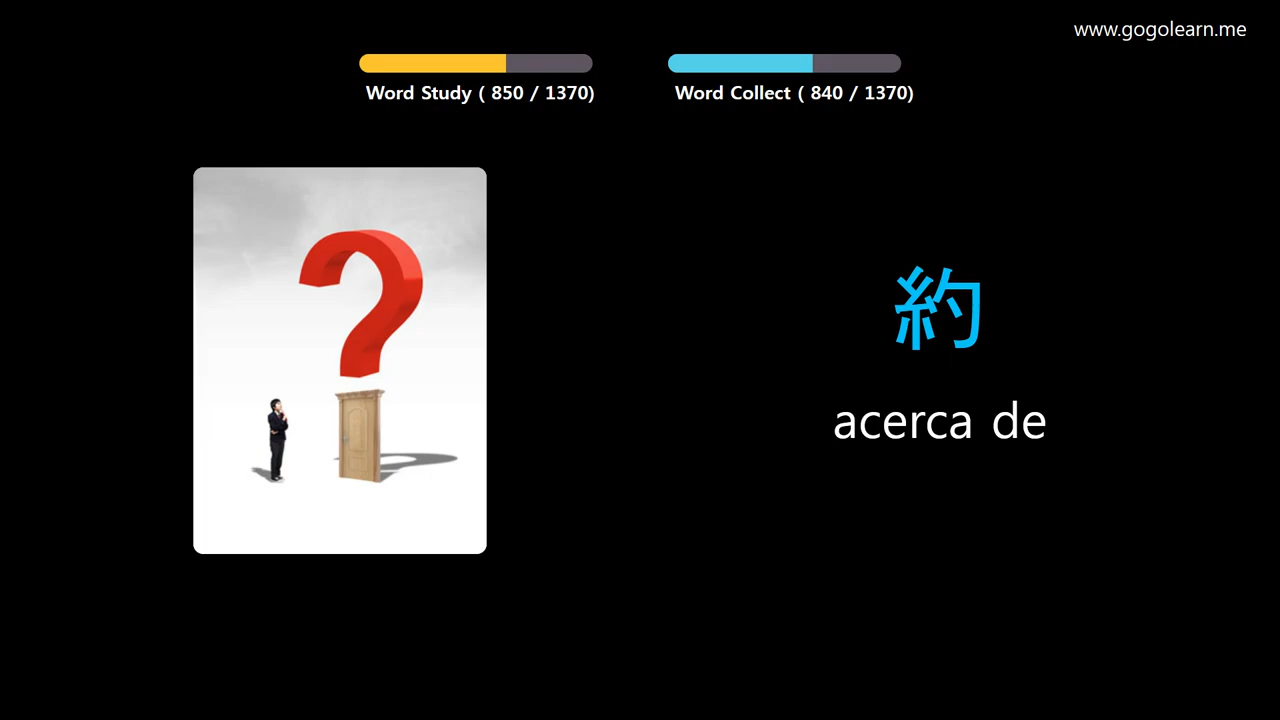 www.gogolearn.me
Word Study ( 850 / 1370)
Word Collect ( 840 / 1370)
約
acerca de